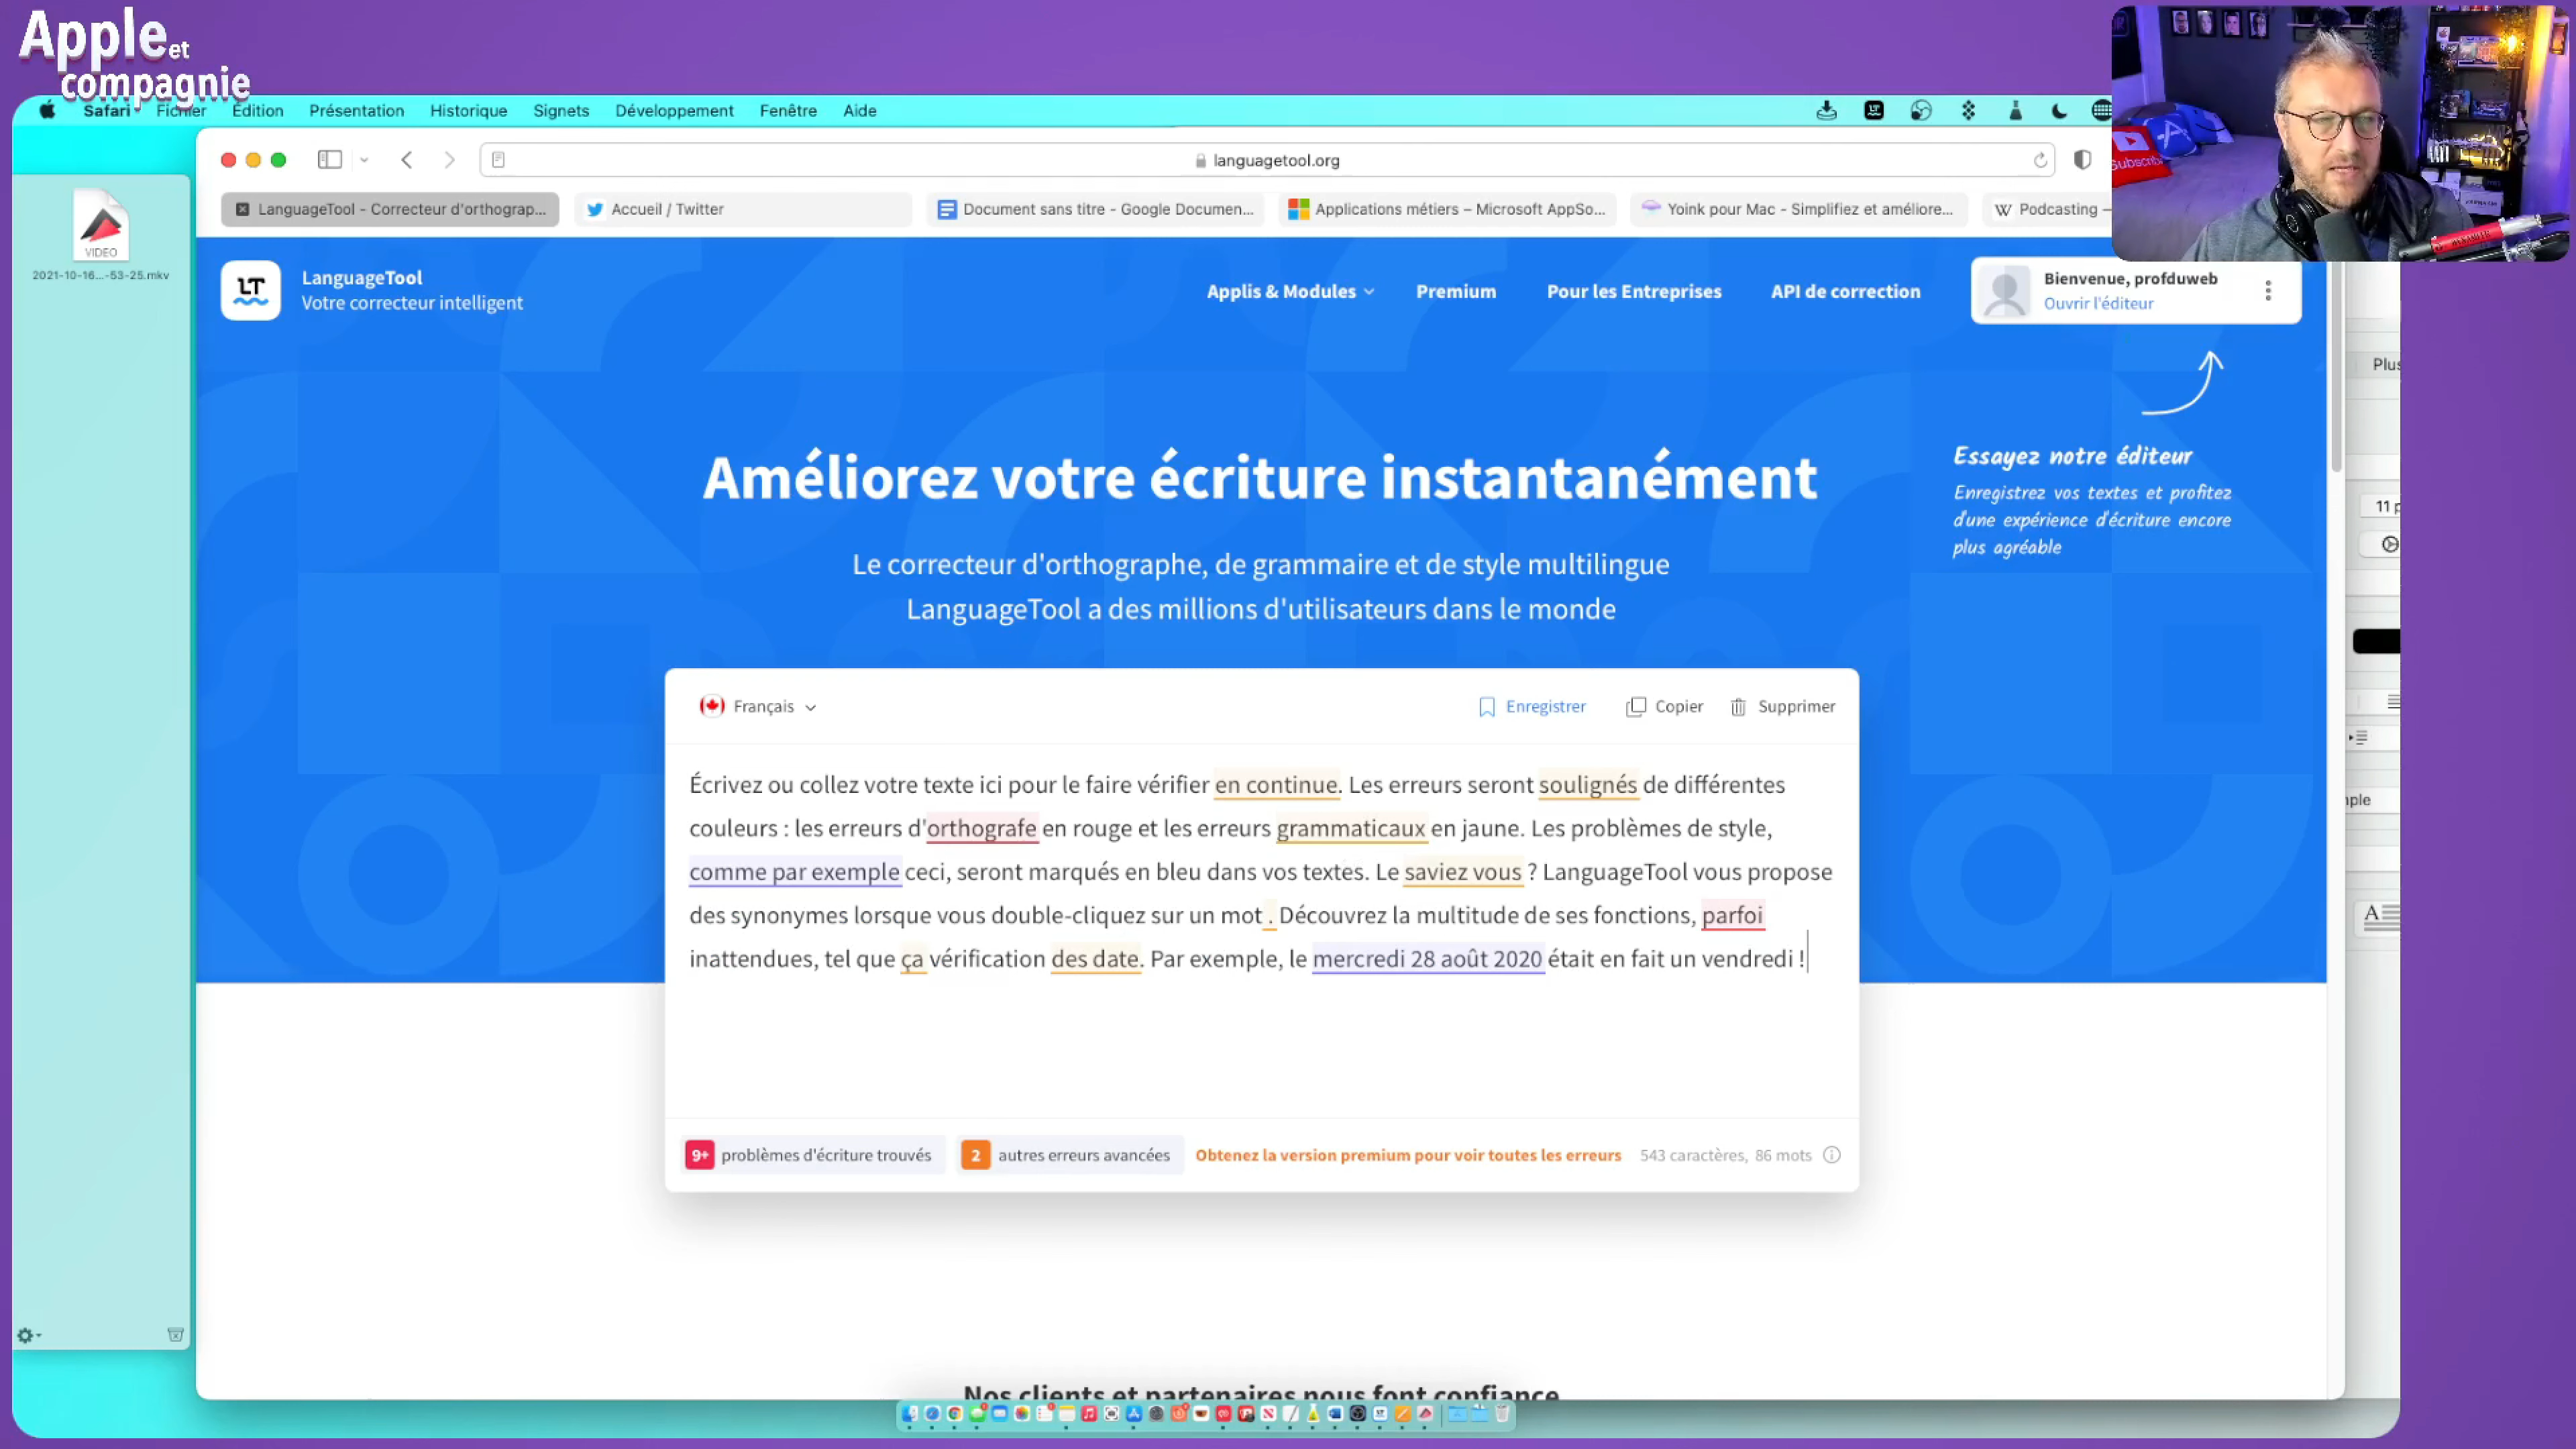 Apple et
compagnie
Safari Fichier Édition Présentation Historique Signets Développement Fenêtre Aide
languagetool.org
LanguageTool - Correcteur d'orthograp...
Accueil / Twitter
Document sans titre - Google Documen...
Applications métiers – Microsoft AppSo...
Yoink pour Mac - Simplifiez et améliore...
W Podcasting –
VIDEO
2021-10-16...-53-25.mkv
LT
LanguageTool
Votre correcteur intelligent
Applis & Modules
Premium
Pour les Entreprises
API de correction
Bienvenue, profduweb
Ouvrir l'éditeur
Améliorez votre écriture instantanément
Le correcteur d'orthographe, de grammaire et de style multilingue
LanguageTool a des millions d'utilisateurs dans le monde
Essayez notre éditeur
Enregistrez vos textes et profitez
d'une expérience d'écriture encore
plus agréable
Français
Enregistrer
Copier
Supprimer
Écrivez ou collez votre texte ici pour le faire vérifier en continue. Les erreurs seront soulignés de différentes
couleurs : les erreurs d'orthografe en rouge et les erreurs grammaticaux en jaune. Les problèmes de style,
comme par exemple ceci, seront marqués en bleu dans vos textes. Le saviez vous ? LanguageTool vous propose
des synonymes lorsque vous double-cliquez sur un mot . Découvrez la multitude de ses fonctions, parfoi
inattendues, tel que ça vérification des date. Par exemple, le mercredi 28 août 2020 était en fait un vendredi !
9+ problèmes d'écriture trouvés
2 autres erreurs avancées
Obtenez la version premium pour voir toutes les erreurs
543 caractères, 86 mots
Nos clients et partenaires nous font confiance
Plus
11 p
nple
Subscribe